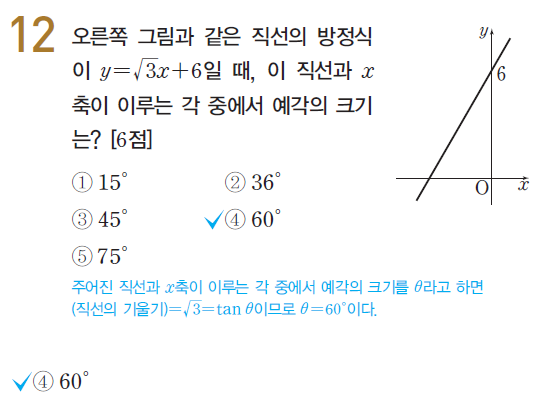 12 오른쪽 그림과 같은 직선의 방정식
이 y=√3x+6일 때, 이 직선과 x
축이 이루는 각 중에서 예각의 크기
는? [6점]
y
6
O x
① 15° ② 36°
③ 45° ✓④ 60°
⑤ 75°
주어진 직선과 x축이 이루는 각 중에서 예각의 크기를 θ라고 하면
(직선의 기울기)=√3=tan θ이므로 θ=60°이다.
✓④ 60°